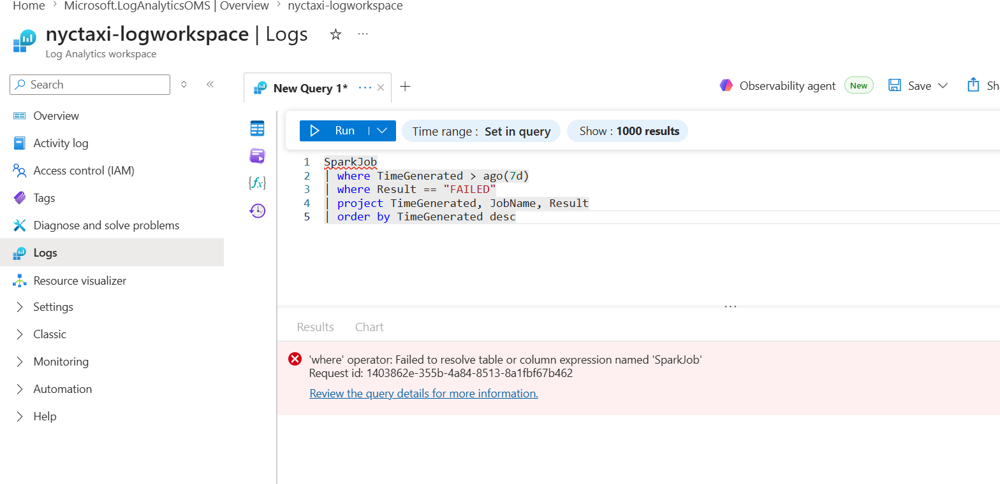 Home > Microsoft.LogAnalyticsOMS | Overview > nyctaxi-logworkspace
nyctaxi-logworkspace | Logs
Log Analytics workspace
Search
Overview
Activity log
Access control (IAM)
Tags
Diagnose and solve problems
Logs
Resource visualizer
Settings
Classic
Monitoring
Automation
Help
New Query 1*
Observability agent New Save Sh
Run Time range : Set in query Show : 1000 results
1 SparkJob
2 | where TimeGenerated > ago(7d)
3 | where Result == "FAILED"
4 | project TimeGenerated, JobName, Result
5 | order by TimeGenerated desc
Results Chart
'where' operator: Failed to resolve table or column expression named 'SparkJob'
Request id: 1403862e-355b-4a84-8513-8a1fbf67b462
Review the query details for more information.